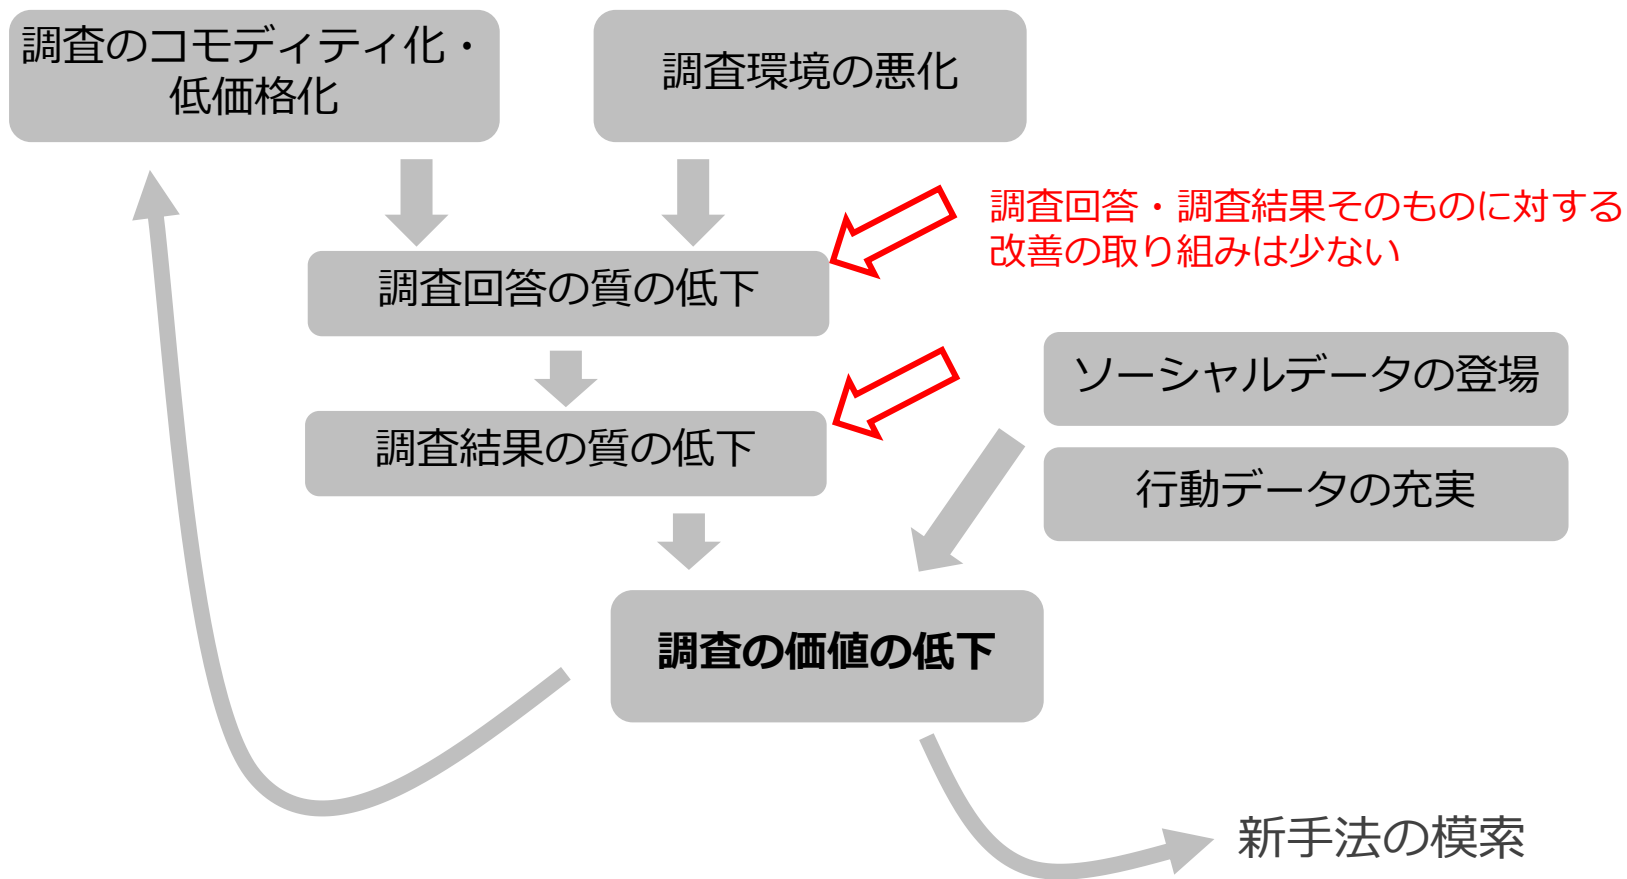 調査のコモディティ化・
低価格化
調査環境の悪化
調査回答・調査結果そのものに対する
改善の取り組みは少ない
調査回答の質の低下
ソーシャルデータの登場
調査結果の質の低下
行動データの充実
調査の価値の低下
新手法の模索